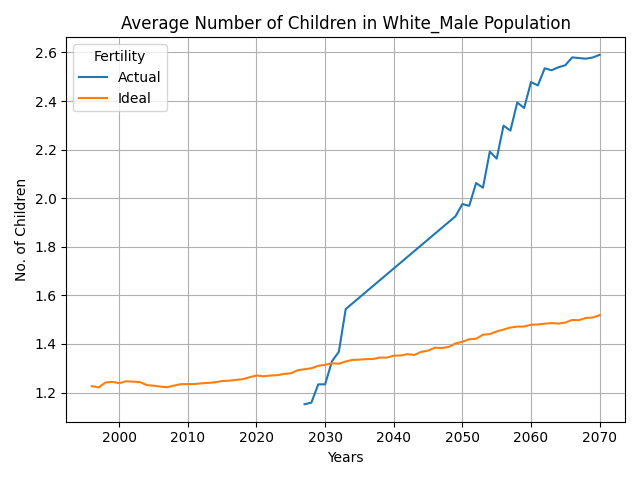 Average Number of Children in White_Male Population
Fertility
Actual
Ideal
No. of Children
2.6
2.4
2.2
2.0
1.8
1.6
1.4
1.2
2000 2010 2020 2030 2040 2050 2060 2070
Years